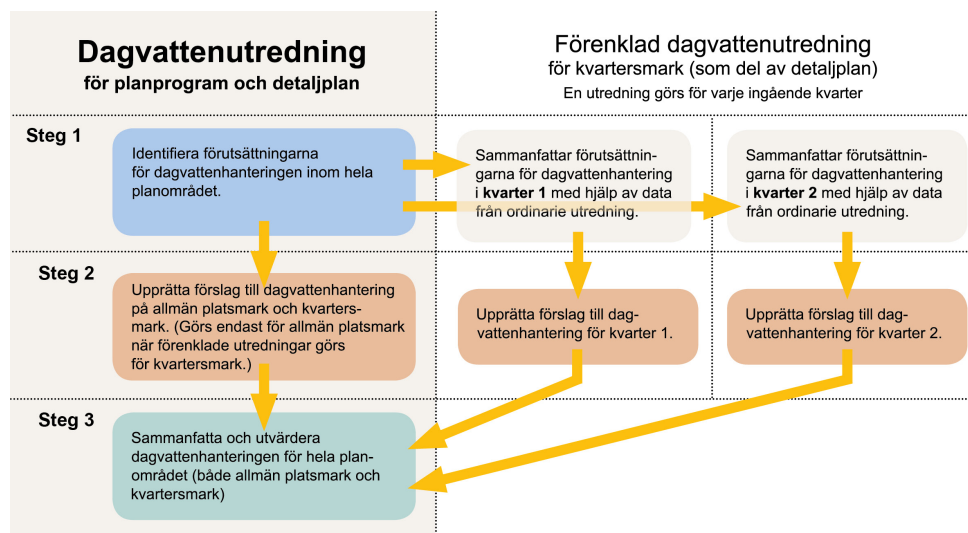 Dagvattenutredning
för planprogram och detaljplan
Förenklad dagvattenutredning
för kvartersmark (som del av detaljplan)
En utredning görs för varje ingående kvarter
Steg 1
Identifiera förutsättningarna
för dagvattenhanteringen inom hela
planområdet.
Sammanfattar förutsättnin-
garna för dagvattenhantering
i kvarter 1 med hjälp av data
från ordinarie utredning.
Sammanfattar förutsättnin-
garna för dagvattenhantering
i kvarter 2 med hjälp av data
från ordinarie utredning.
Steg 2
Upprätta förslag till dagvattenhantering
på allmän platsmark och kvarters-
mark. (Görs endast för allmän platsmark
när förenklade utredningar görs
för kvartersmark.)
Upprätta förslag till dag-
vattenhantering för kvarter 1.
Upprätta förslag till dag-
vattenhantering för kvarter 2.
Steg 3
Sammanfatta och utvärdera
dagvattenhanteringen för hela plan-
området (både allmän platsmark och
kvartersmark)